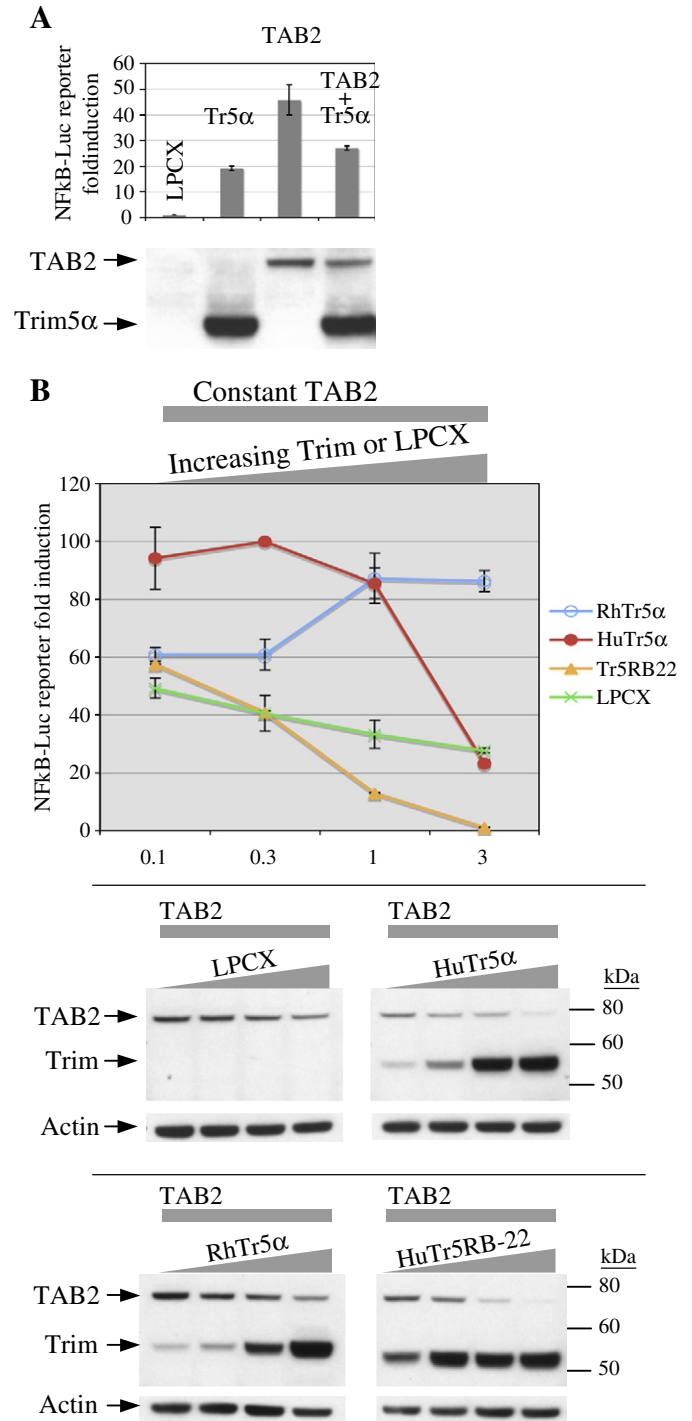 A
TAB2
NFkB-Luc reporter
foldinduction
60
50
40
30
20
10
0
LPCX
Tr5α
TAB2
+
Tr5α
TAB2
Trim5α
B
Constant TAB2
Increasing Trim or LPCX
NFkB-Luc reporter fold induction
120
100
80
60
40
20
0
0.1 0.3 1 3
RhTr5α
HuTr5α
Tr5RB22
LPCX
TAB2 TAB2
LPCX HuTr5α
kDa
TAB2
Trim
Actin
80
60
50
TAB2 TAB2
RhTr5α HuTr5RB-22
kDa
TAB2
Trim
Actin
80
60
50